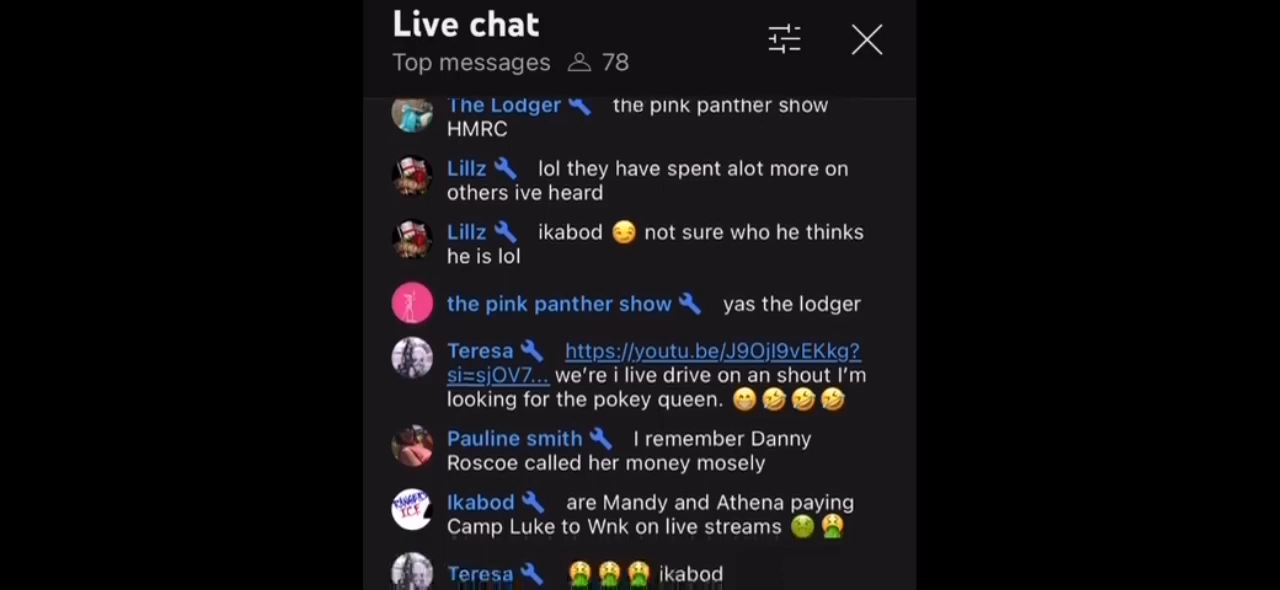 Live chat
Top messages 78
The Lodger the pink panther show
HMRC
Lillz lol they have spent alot more on
others ive heard
Lillz ikabod 😏 not sure who he thinks
he is lol
the pink panther show yas the lodger
Teresa https://youtu.be/J9OjI9vEKkg?
si=sjOV7... we’re i live drive on an shout I’m
looking for the pokey queen. 😁🤣🤣🤣
Pauline smith I remember Danny
Roscoe called her money mosely
Ikabod are Mandy and Athena paying
Camp Luke to Wnk on live streams 🤢🤮
Teresa 🤮🤮🤮 ikabod